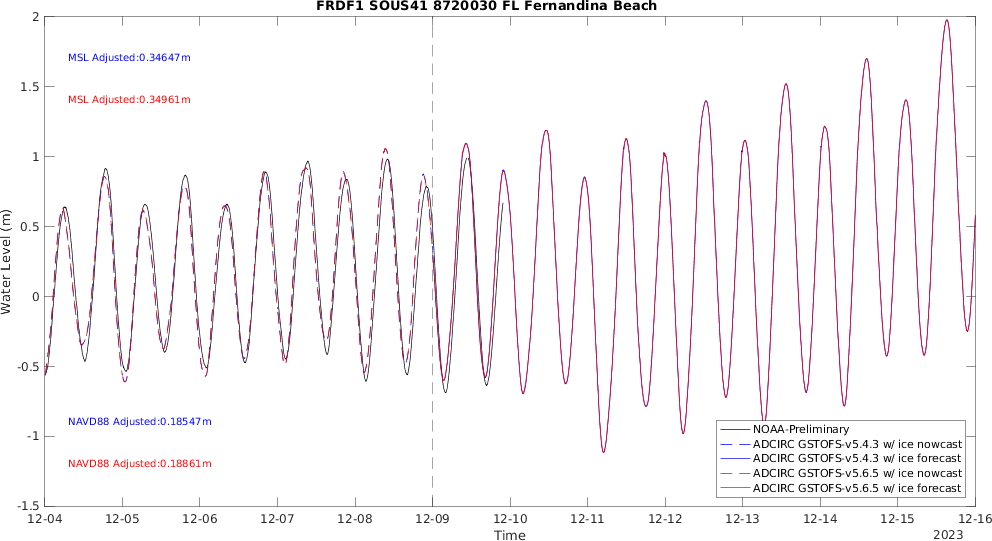 FRDF1 SOUS41 8720030 FL Fernandina Beach
2
1.5
1
0.5
0
-0.5
-1
-1.5
Water Level (m)
MSL Adjusted:0.34647m
MSL Adjusted:0.34961m
NAVD88 Adjusted:0.18547m
NAVD88 Adjusted:0.18861m
NOAA-Preliminary
ADCIRC GSTOFS-v5.4.3 w/ ice nowcast
ADCIRC GSTOFS-v5.4.3 w/ ice forecast
ADCIRC GSTOFS-v5.6.5 w/ ice nowcast
ADCIRC GSTOFS-v5.6.5 w/ ice forecast
12-04 12-05 12-06 12-07 12-08 12-09 12-10 12-11 12-12 12-13 12-14 12-15 12-16
Time
2023